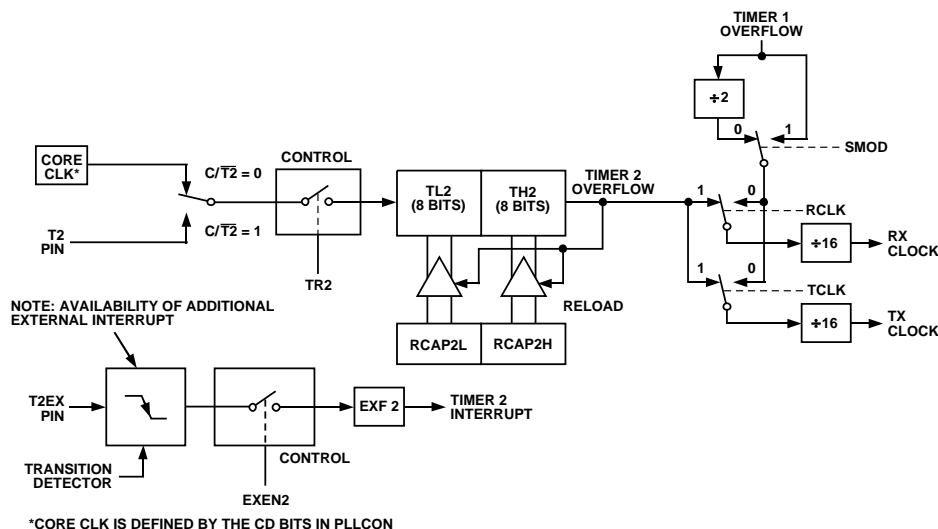 TIMER 1
OVERFLOW
÷2
0
1
SMOD
CORE
CLK*
C/T̅2̅ = 0
CONTROL
TL2
(8 BITS)
TH2
(8 BITS)
TIMER 2
OVERFLOW
1
0
RCLK
T2
PIN
C/T̅2̅ = 1
÷16
RX
CLOCK
TR2
1
0
TCLK
RELOAD
NOTE: AVAILABILITY OF ADDITIONAL
EXTERNAL INTERRUPT
RCAP2L
RCAP2H
÷16
TX
CLOCK
T2EX
PIN
EXF 2
TIMER 2
INTERRUPT
CONTROL
TRANSITION
DETECTOR
EXEN2
*CORE CLK IS DEFINED BY THE CD BITS IN PLLCON